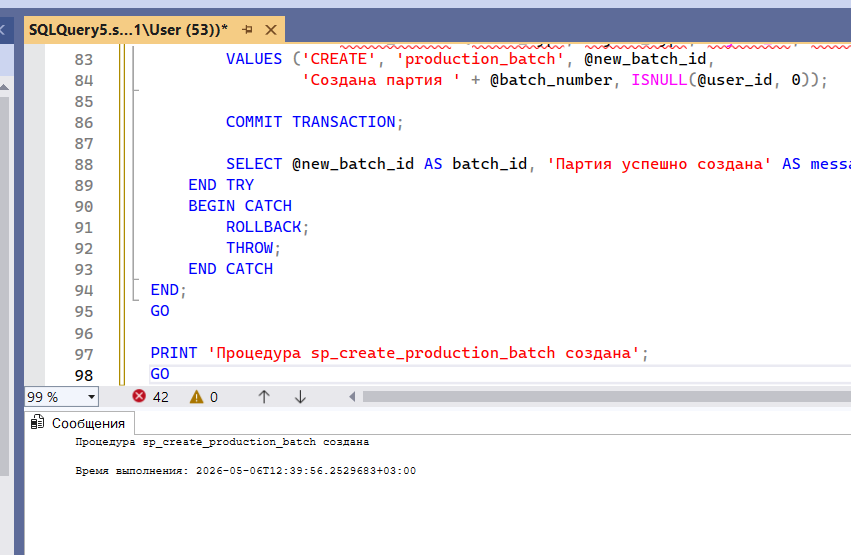 SQLQuery5.s...1\User (53))*
83 VALUES ('CREATE', 'production_batch', @new_batch_id,
84 'Создана партия ' + @batch_number, ISNULL(@user_id, 0));
85
86 COMMIT TRANSACTION;
87
88 SELECT @new_batch_id AS batch_id, 'Партия успешно создана' AS messa
89 END TRY
90 BEGIN CATCH
91 ROLLBACK;
92 THROW;
93 END CATCH
94 END;
95 GO
96
97 PRINT 'Процедура sp_create_production_batch создана';
98 GO
99 % 42 0
Сообщения
Процедура sp_create_production_batch создана
Время выполнения: 2026-05-06T12:39:56.2529683+03:00